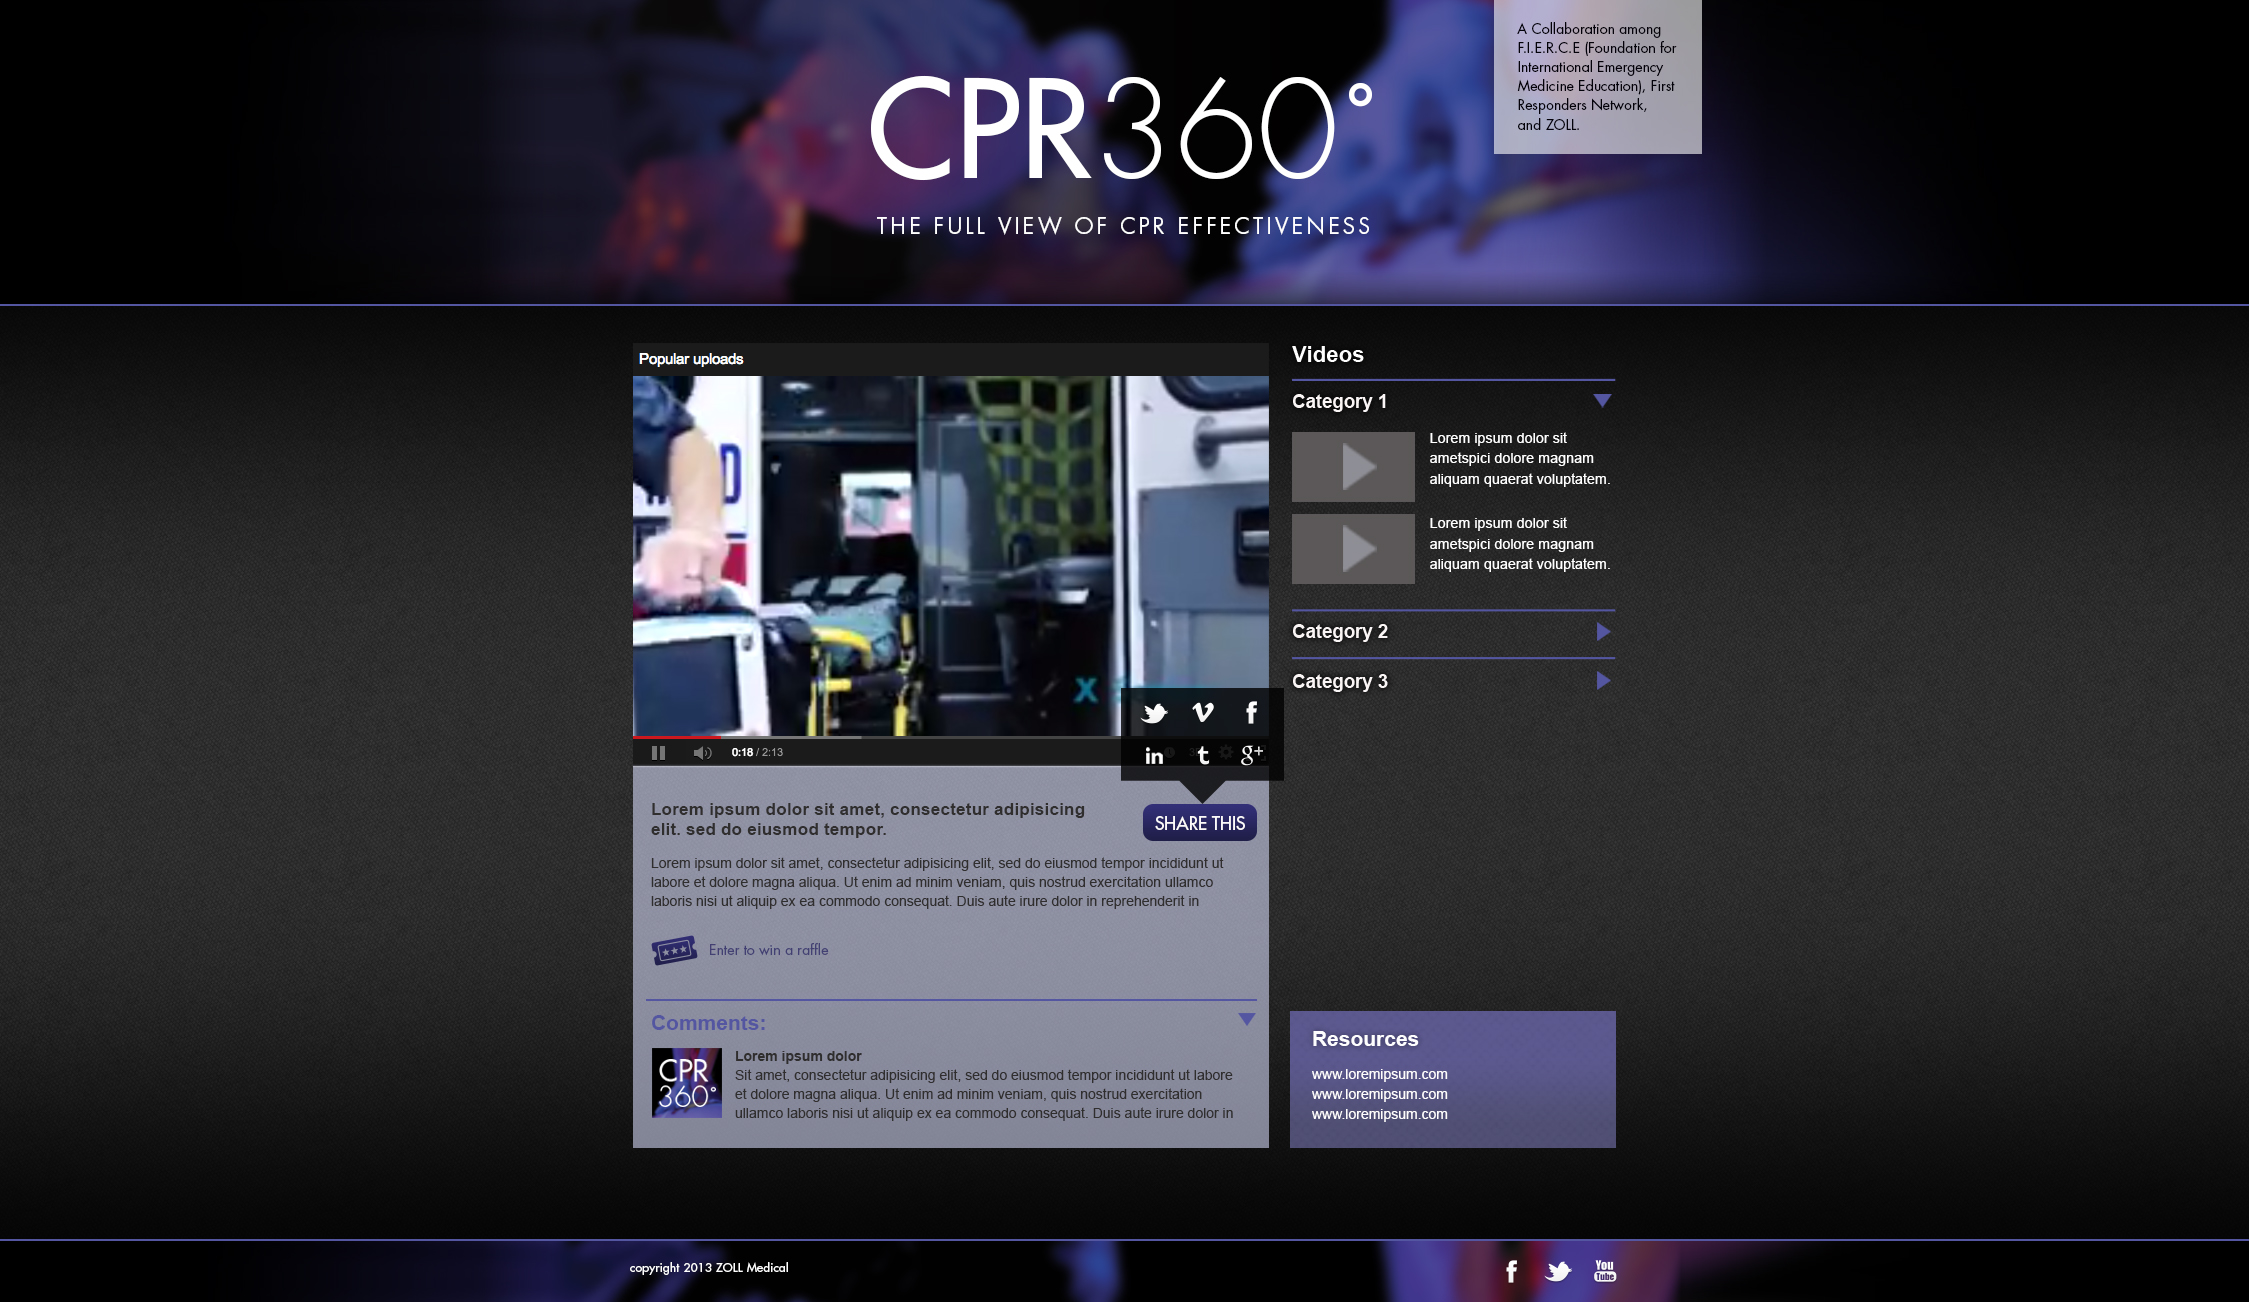 A Collaboration among
F.I.E.R.C.E (Foundation for
International Emergency
Medicine Education), First
Responders Network,
and ZOLL.
CPR360°
THE FULL VIEW OF CPR EFFECTIVENESS
Popular uploads
D
X
0:18 / 2:13
in t g+
SHARE THIS
Lorem ipsum dolor sit amet, consectetur adipisicing
elit. sed do eiusmod tempor.
Lorem ipsum dolor sit amet, consectetur adipisicing elit, sed do eiusmod tempor incididunt ut
labore et dolore magna aliqua. Ut enim ad minim veniam, quis nostrud exercitation ullamco
laboris nisi ut aliquip ex ea commodo consequat. Duis aute irure dolor in reprehenderit in
Enter to win a raffle
Comments:
CPR
360°
Lorem ipsum dolor
Sit amet, consectetur adipisicing elit, sed do eiusmod tempor incididunt ut labore
et dolore magna aliqua. Ut enim ad minim veniam, quis nostrud exercitation
ullamco laboris nisi ut aliquip ex ea commodo consequat. Duis aute irure dolor in
Videos
Category 1
Lorem ipsum dolor sit
ametspici dolore magnam
aliquam quaerat voluptatem.
Lorem ipsum dolor sit
ametspici dolore magnam
aliquam quaerat voluptatem.
Category 2
Category 3
Resources
www.loremipsum.com
www.loremipsum.com
www.loremipsum.com
copyright 2013 ZOLL Medical
You
Tube